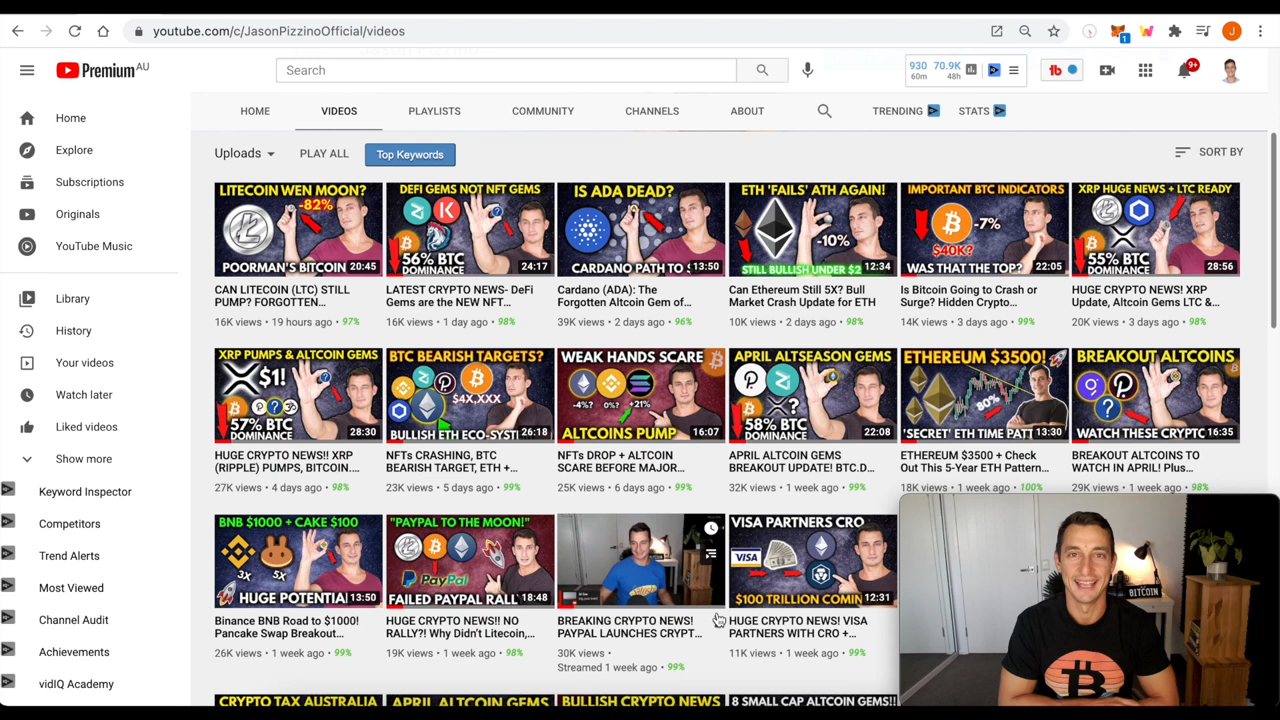 youtube.com/c/JasonPizzinoOfficial/videos
1
J
Premium AU
Search
930 70.9K
60m 48h
tb
9+
HOME VIDEOS PLAYLISTS COMMUNITY CHANNELS ABOUT TRENDING STATS
Home
Explore
Subscriptions
Originals
YouTube Music
Library
History
Your videos
Watch later
Liked videos
Show more
Keyword Inspector
Competitors
Trend Alerts
Most Viewed
Channel Audit
Achievements
vidIQ Academy
Uploads PLAY ALL Top Keywords SORT BY
LITECOIN WEN MOON?
-82%
POORMAN'S BITCOIN 20:45
CAN LITECOIN (LTC) STILL
PUMP? FORGOTTEN...
16K views • 19 hours ago • 97%
DEFI GEMS NOT NFT GEMS
56% BTC
DOMINANCE 24:17
LATEST CRYPTO NEWS- DeFi
Gems are the NEW NFT...
16K views • 1 day ago • 98%
IS ADA DEAD?
CARDANO PATH TO $ 13:50
Cardano (ADA): The
Forgotten Altcoin Gem of...
39K views • 2 days ago • 96%
ETH 'FAILS' ATH AGAIN!
-10%
STILL BULLISH UNDER $2 12:34
Can Ethereum Still 5X? Bull
Market Crash Update for ETH
10K views • 2 days ago • 98%
IMPORTANT BTC INDICATORS
-7%
$40K?
WAS THAT THE TOP? 22:05
Is Bitcoin Going to Crash or
Surge? Hidden Crypto...
14K views • 3 days ago • 99%
XRP HUGE NEWS + LTC READY
55% BTC
DOMINANCE 28:56
HUGE CRYPTO NEWS! XRP
Update, Altcoin Gems LTC &...
20K views • 3 days ago • 98%
XRP PUMPS & ALTCOIN GEMS
$1!
57% BTC
DOMINANCE 28:30
HUGE CRYPTO NEWS!! XRP
(RIPPLE) PUMPS, BITCOIN....
27K views • 4 days ago • 98%
BTC BEARISH TARGETS?
$4X,XXX
BULLISH ETH ECO-SYST 26:18
NFTs CRASHING, BTC
BEARISH TARGET, ETH +...
23K views • 5 days ago • 99%
WEAK HANDS SCARE
-4%? 0%? +21%
ALTCOINS PUMP 16:07
NFTs DROP + ALTCOIN
SCARE BEFORE MAJOR...
25K views • 6 days ago • 99%
APRIL ALTSEASON GEMS
?
58% BTC
DOMINANCE 22:08
APRIL ALTCOIN GEMS
BREAKOUT UPDATE! BTC.D...
32K views • 1 week ago • 99%
ETHEREUM $3500!
80%
'SECRET' ETH TIME PATT 13:30
ETHEREUM $3500 + Check
Out This 5-Year ETH Pattern...
18K views • 1 week ago • 100%
BREAKOUT ALTCOINS
?
WATCH THESE CRYPTO 16:35
BREAKOUT ALTCOINS TO
WATCH IN APRIL! Plus...
29K views • 1 week ago • 98%
BNB $1000 + CAKE $100
3X 5X
HUGE POTENTIA 13:50
Binance BNB Road to $1000!
Pancake Swap Breakout...
26K views • 1 week ago • 99%
"PAYPAL TO THE MOON!"
PayPal
FAILED PAYPAL RALL 18:48
HUGE CRYPTO NEWS!! NO
RALLY?! Why Didn't Litecoin,...
19K views • 1 week ago • 98%
BREAKING CRYPTO NEWS!
PAYPAL LAUNCHES CRYPT...
30K views •
Streamed 1 week ago • 99%
VISA PARTNERS CRO
VISA
$100 TRILLION COMIN 12:31
HUGE CRYPTO NEWS! VISA
PARTNERS WITH CRO +...
11K views • 1 week ago • 99%
BITCOIN
CRYPTO TAX AUSTRALIA
APRIL ALTCOIN GEMS
BULLISH CRYPTO NEWS
8 SMALL CAP ALTCOIN GEMS!!